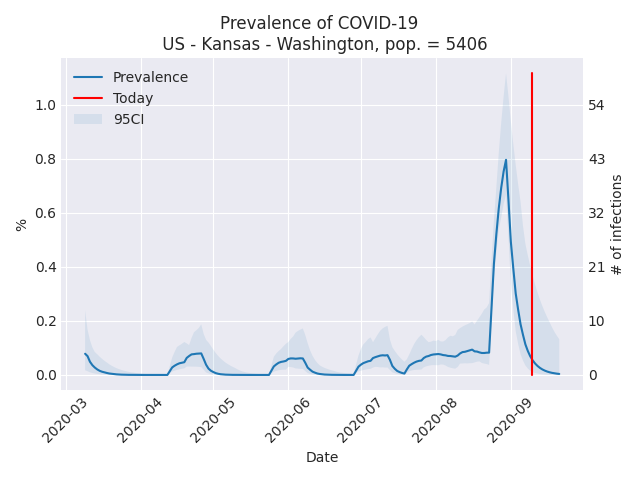 Prevalence of COVID-19
US - Kansas - Washington, pop. = 5406
Prevalence
Today
95CI
1.0
0.8
0.6
0.4
0.2
0.0
%
54
43
32
21
10
0
# of infections
2020-03
2020-04
2020-05
2020-06
2020-07
2020-08
2020-09
Date